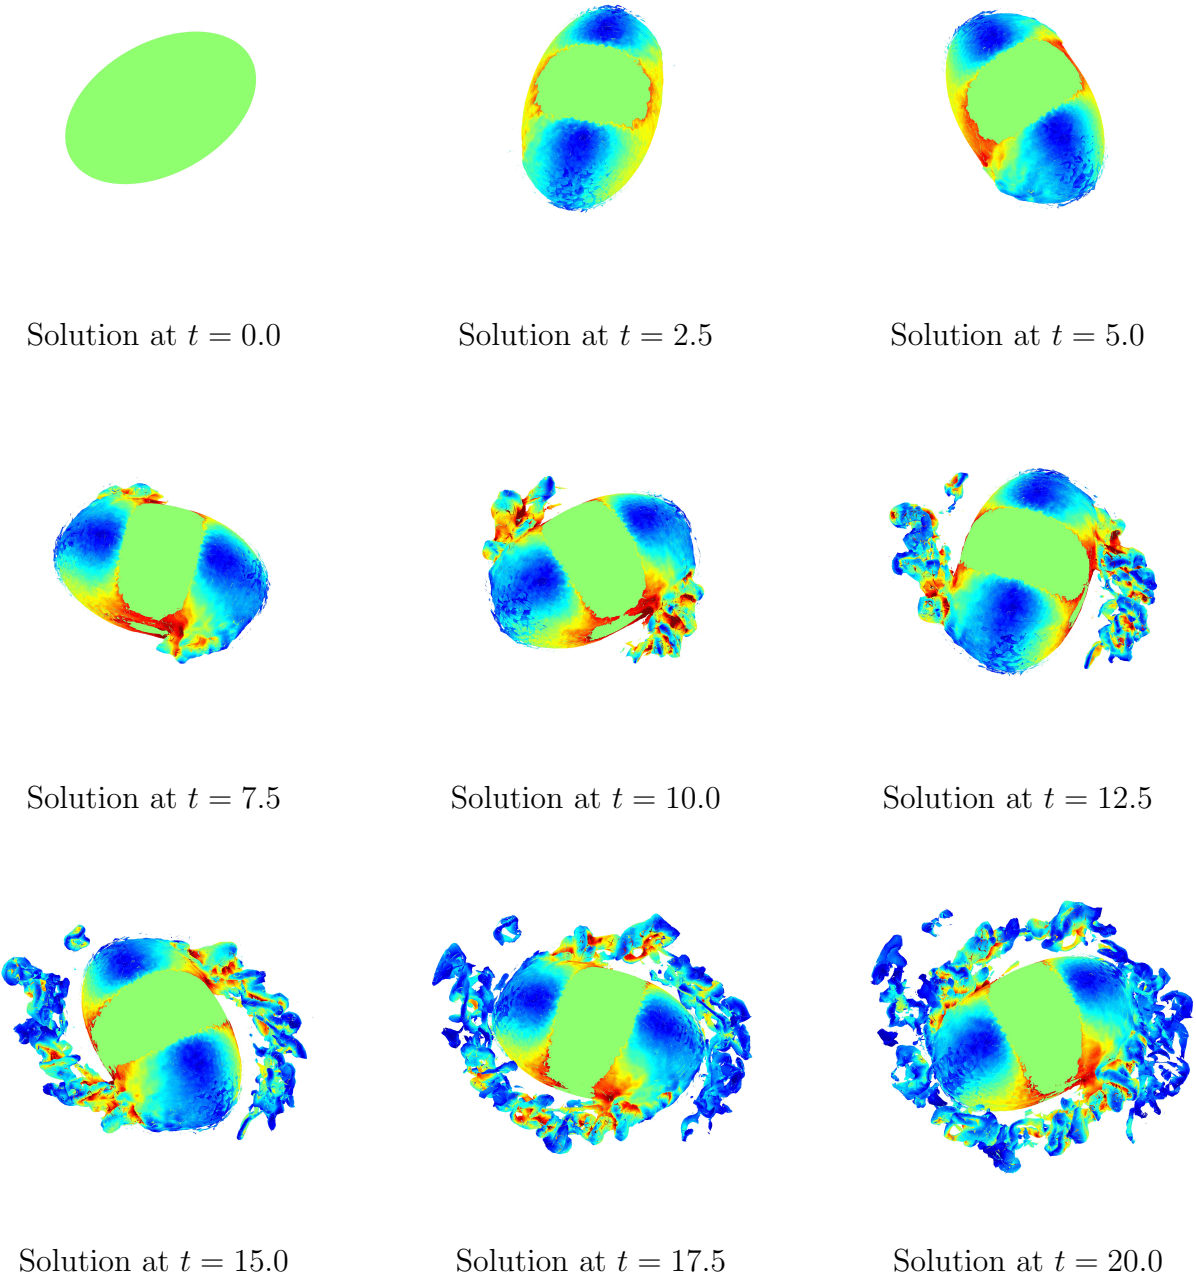 Solution at t = 0.0
Solution at t = 2.5
Solution at t = 5.0
Solution at t = 7.5
Solution at t = 10.0
Solution at t = 12.5
Solution at t = 15.0
Solution at t = 17.5
Solution at t = 20.0